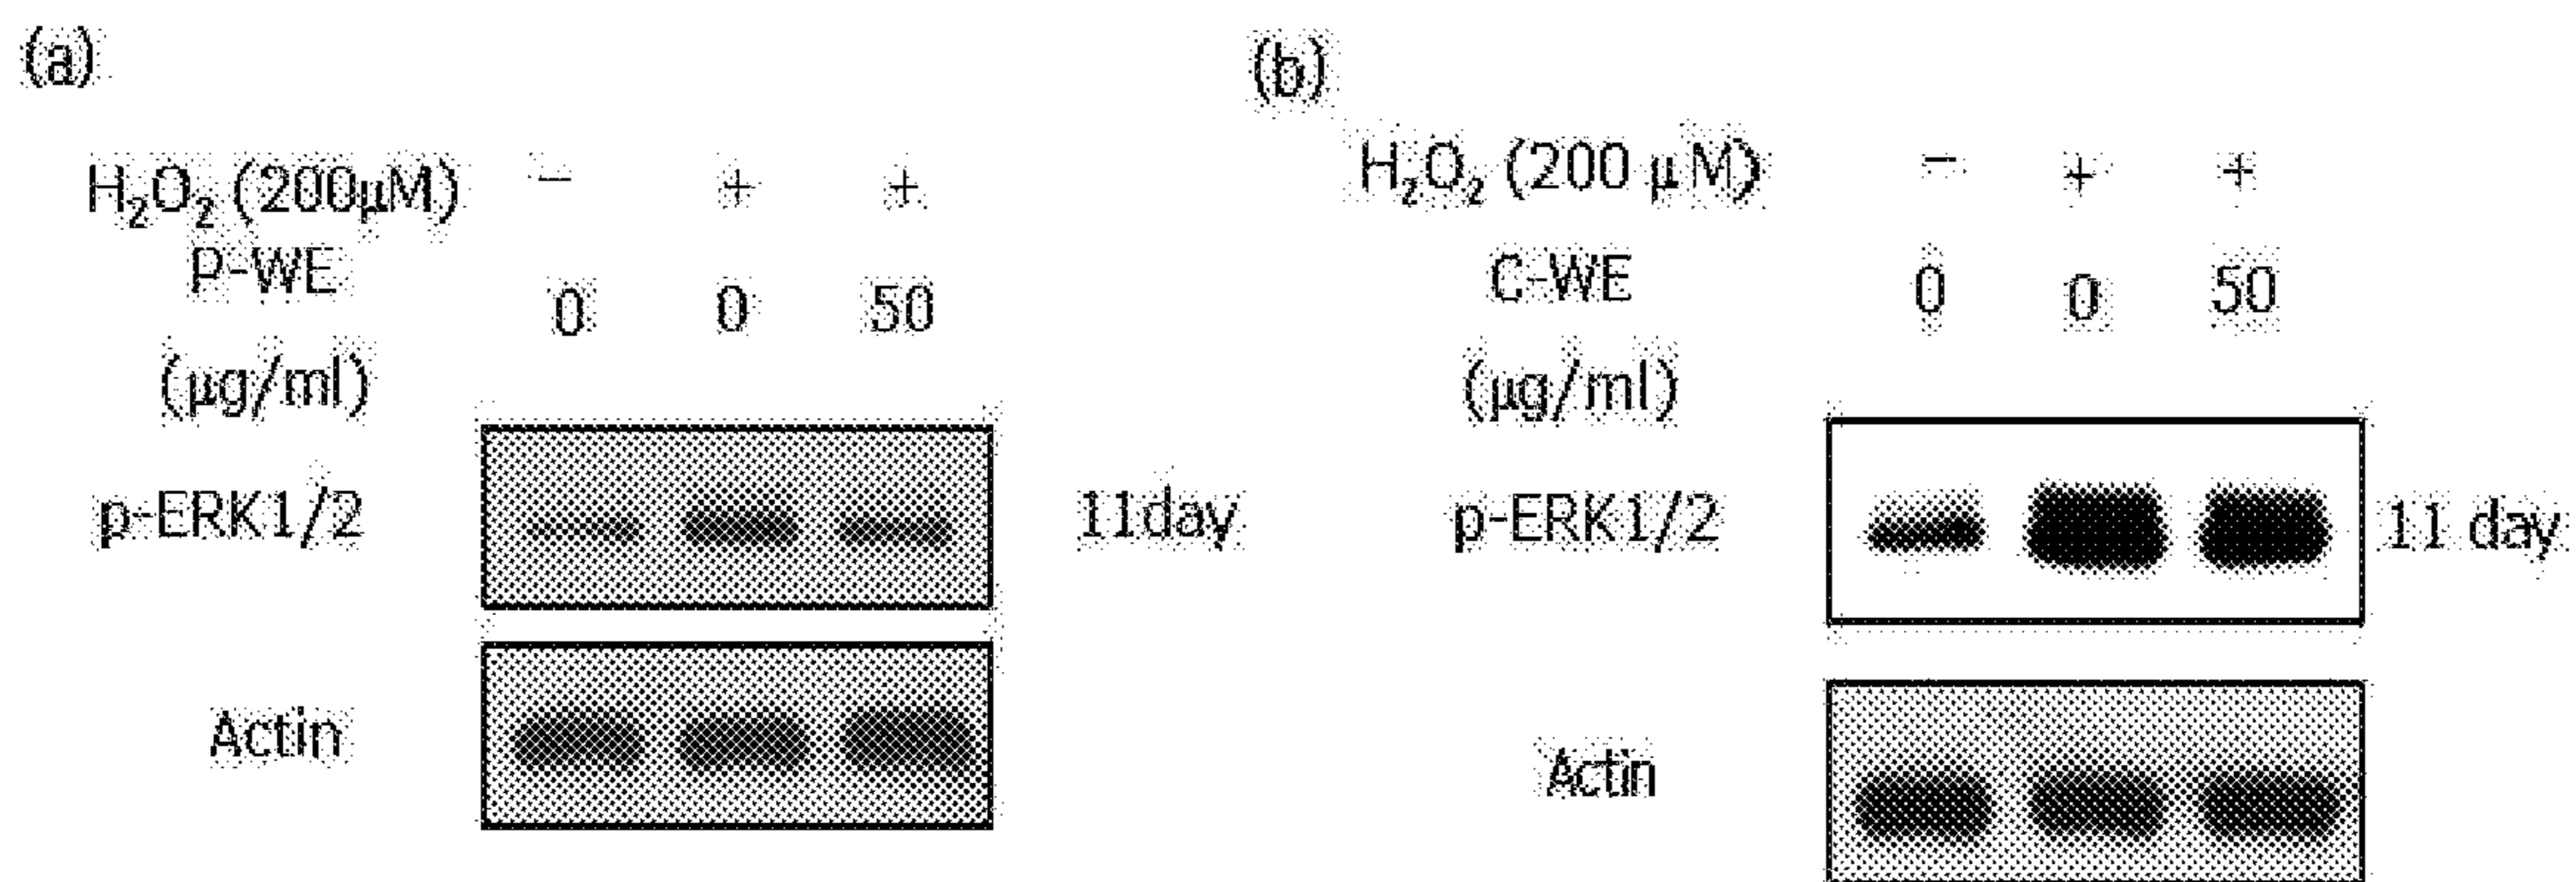 (a)
H₂O₂ (200μM) − + +
P-WE 0 0 50
(μg/ml)
p-ERK1/2 11day
Actin
(b)
H₂O₂ (200 μM) − + +
C-WE 0 0 50
(μg/ml)
p-ERK1/2 11 day
Actin